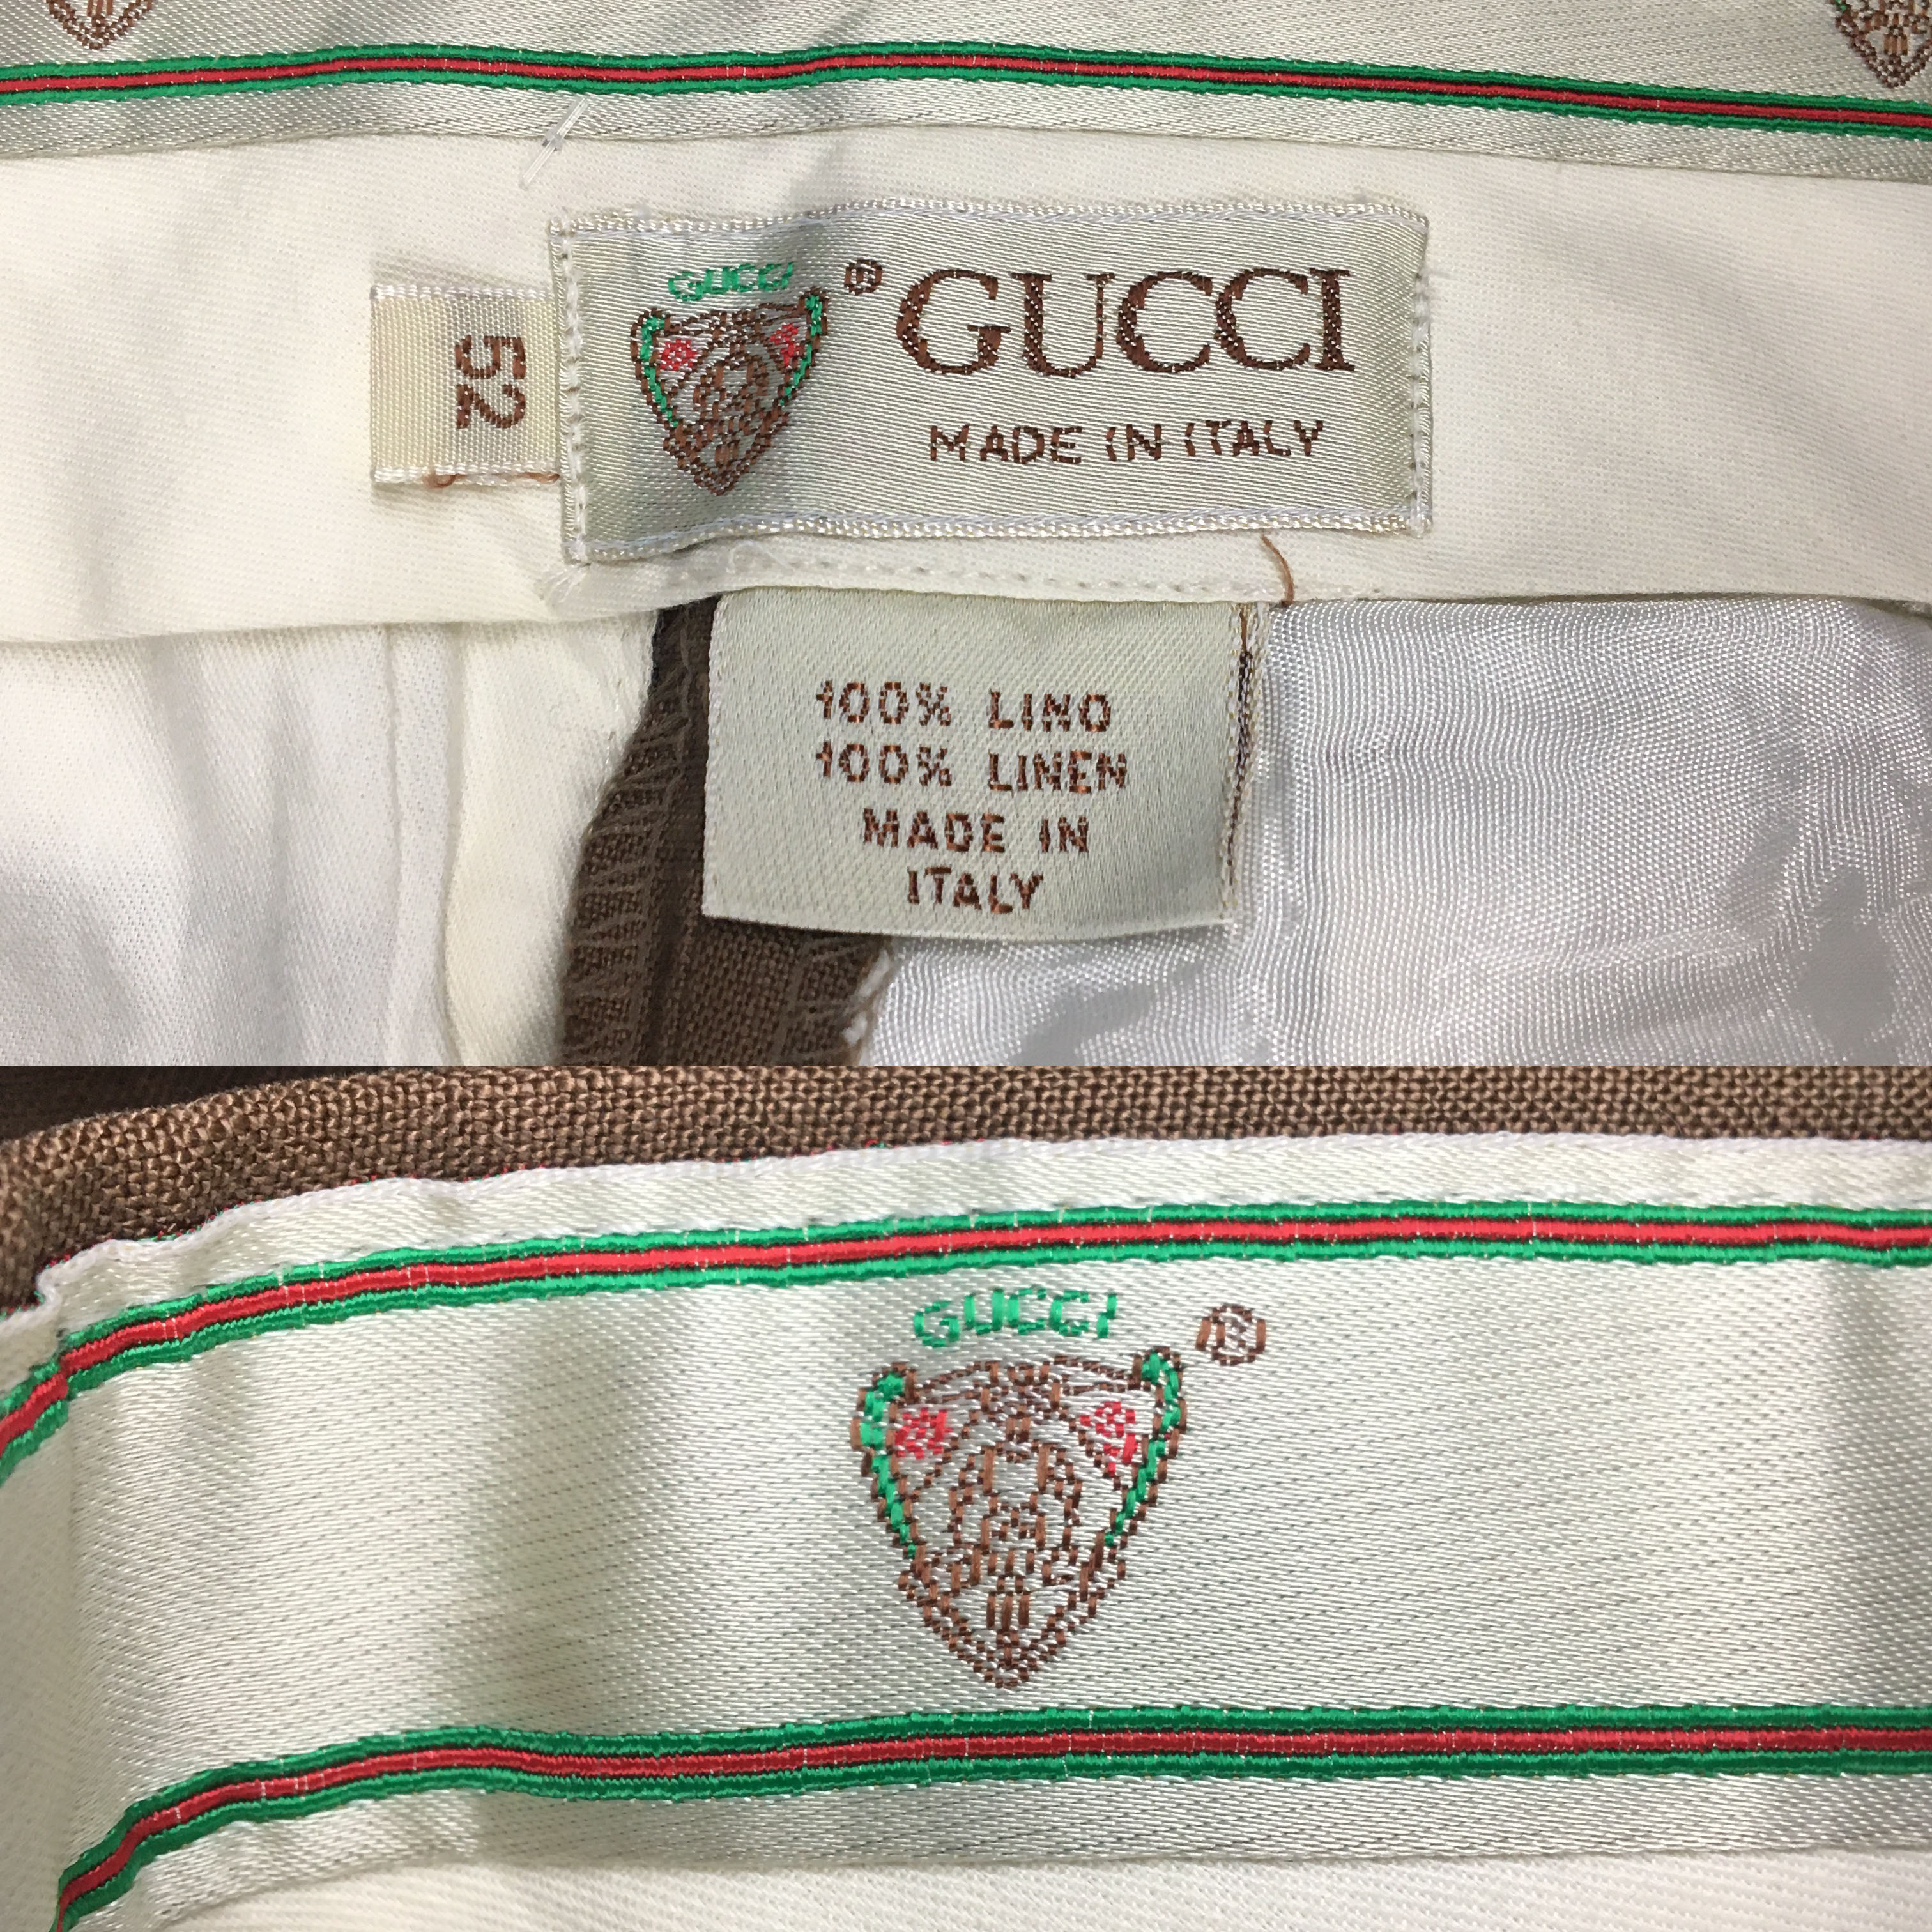 GUCCI
® GUCCI
MADE IN ITALY
52
100% LINO
100% LINEN
MADE IN
ITALY
GUCCI ®